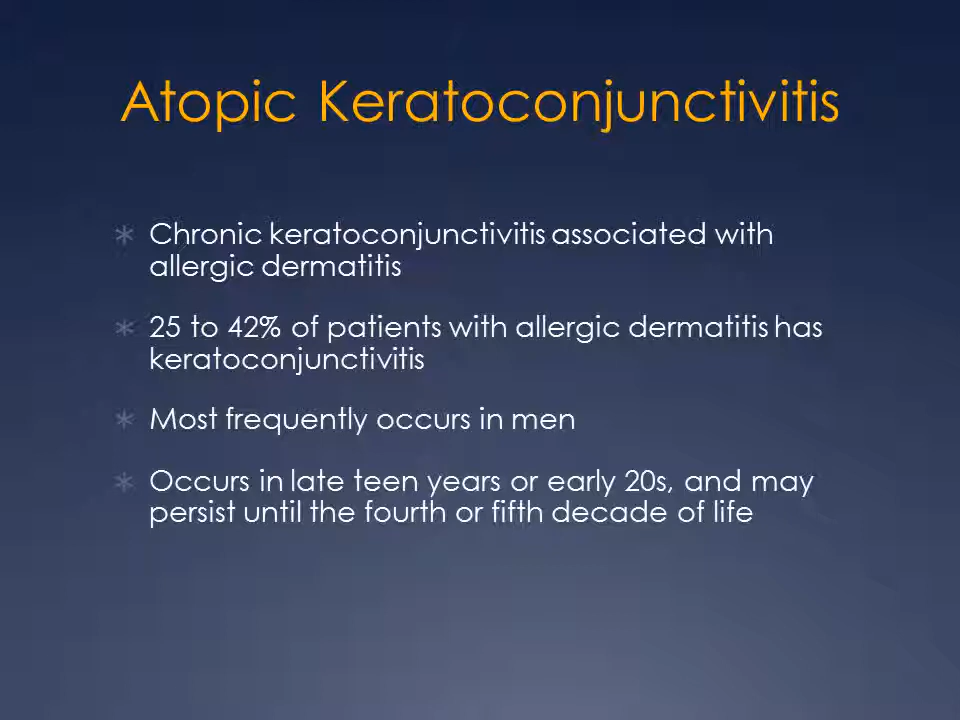 Atopic Keratoconjunctivitis
Chronic keratoconjunctivitis associated with
allergic dermatitis
25 to 42% of patients with allergic dermatitis has
keratoconjunctivitis
Most frequently occurs in men
Occurs in late teen years or early 20s, and may
persist until the fourth or fifth decade of life